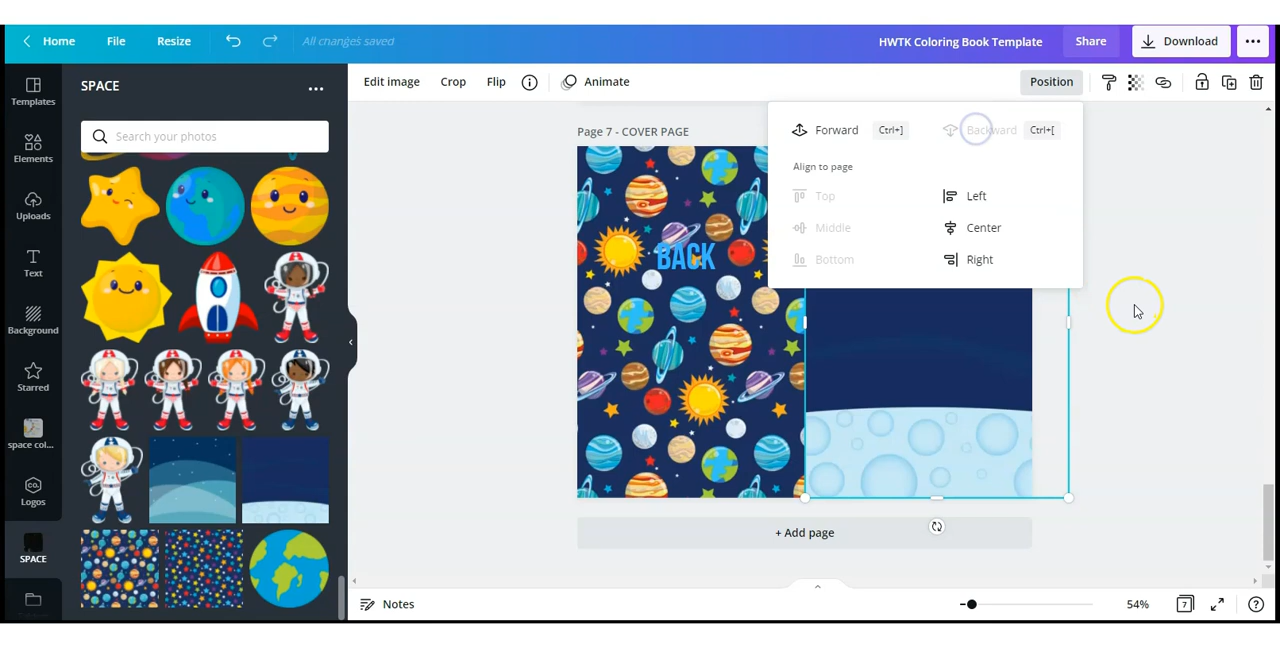 Home
File
Resize
All changes saved
HWTK Coloring Book Template
Share
Download
Templates
Elements
Uploads
Text
Background
Starred
space col...
Logos
SPACE
SPACE
Search your photos
Edit image
Crop
Flip
Animate
Position
Page 7 - COVER PAGE
Forward
Ctrl+]
Backward
Ctrl+[
Align to page
Top
Left
Middle
Center
Bottom
Right
BACK
+ Add page
Notes
54%
7